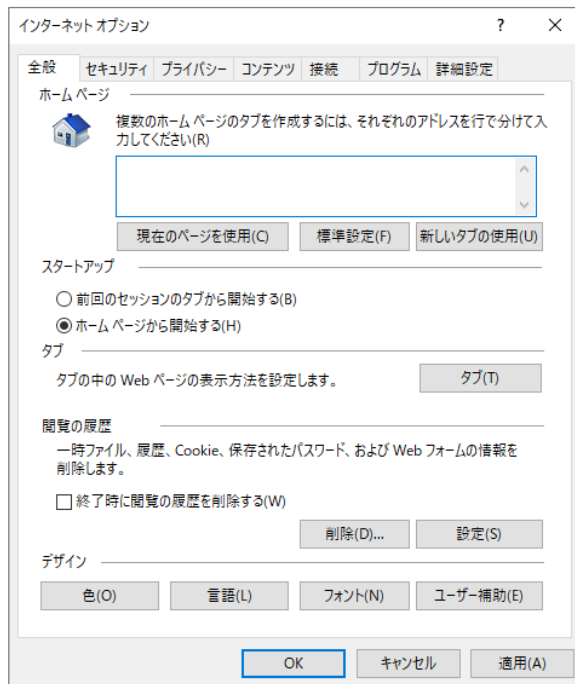 インターネット オプション ? ×
全般 セキュリティ プライバシー コンテンツ 接続 プログラム 詳細設定
ホーム ページ
複数のホーム ページのタブを作成するには、それぞれのアドレスを行で分けて入
力してください(R)
現在のページを使用(C) 標準設定(F) 新しいタブの使用(U)
スタートアップ
前回のセッションのタブから開始する(B)
ホーム ページから開始する(H)
タブ
タブの中の Web ページの表示方法を設定します。 タブ(T)
閲覧の履歴
一時ファイル、履歴、Cookie、保存されたパスワード、および Web フォームの情報を
削除します。
終了時に閲覧の履歴を削除する(W)
削除(D)... 設定(S)
デザイン
色(O) 言語(L) フォント(N) ユーザー補助(E)
OK キャンセル 適用(A)